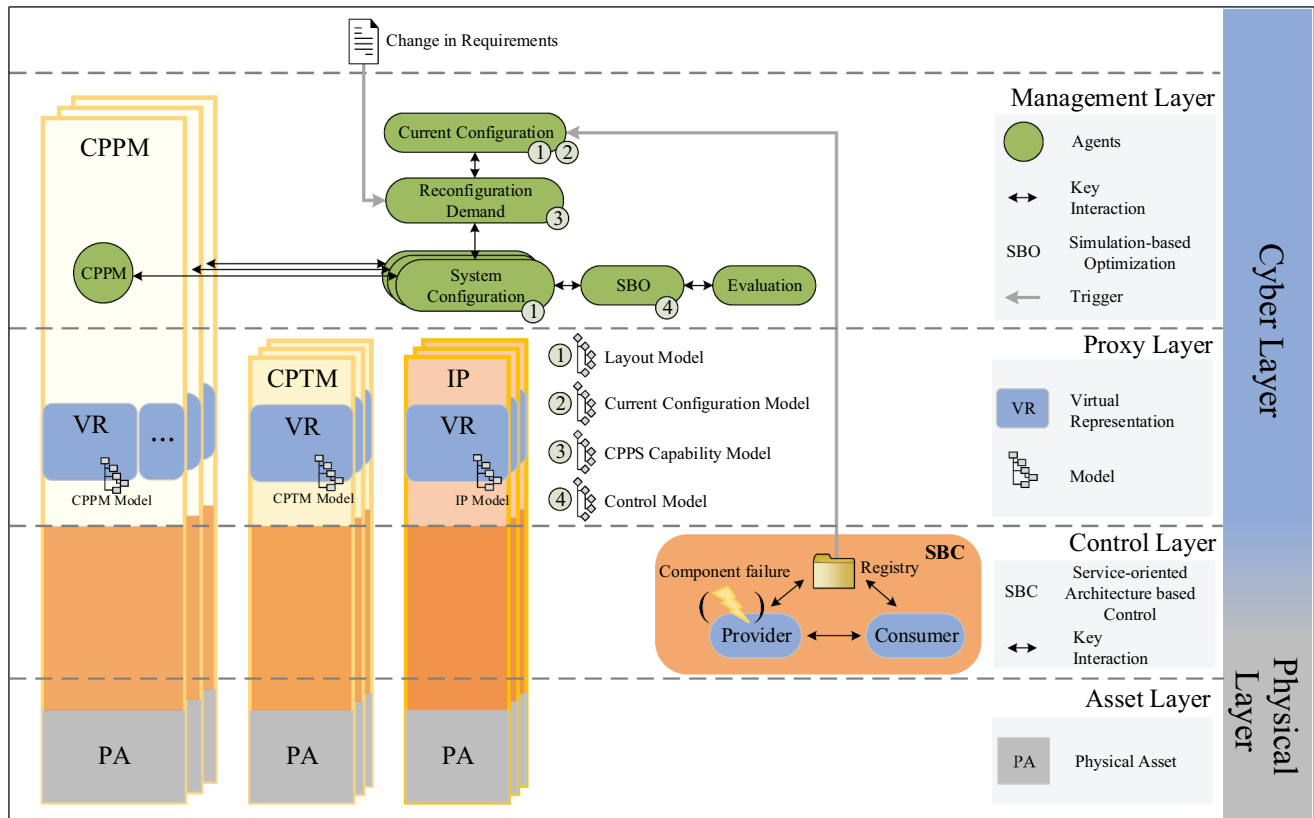 Change in Requirements
Management Layer
CPPM
Current Configuration
1
2
Agents
Reconfiguration
Demand
3
Key
Interaction
CPPM
System
Configuration
1
SBO
4
Evaluation
SBO
Simulation-based
Optimization
Trigger
Cyber Layer
Proxy Layer
CPTM
IP
1
Layout Model
VR
...
VR
VR
2
Current Configuration Model
VR
Virtual
Representation
3
CPPS Capability Model
Model
CPPM Model
CPTM Model
IP Model
4
Control Model
Control Layer
SBC
Component failure
Registry
( )
Provider
Consumer
SBC
Service-oriented
Architecture based
Control
Key
Interaction
Physical
Layer
Asset Layer
PA
PA
PA
PA
Physical Asset